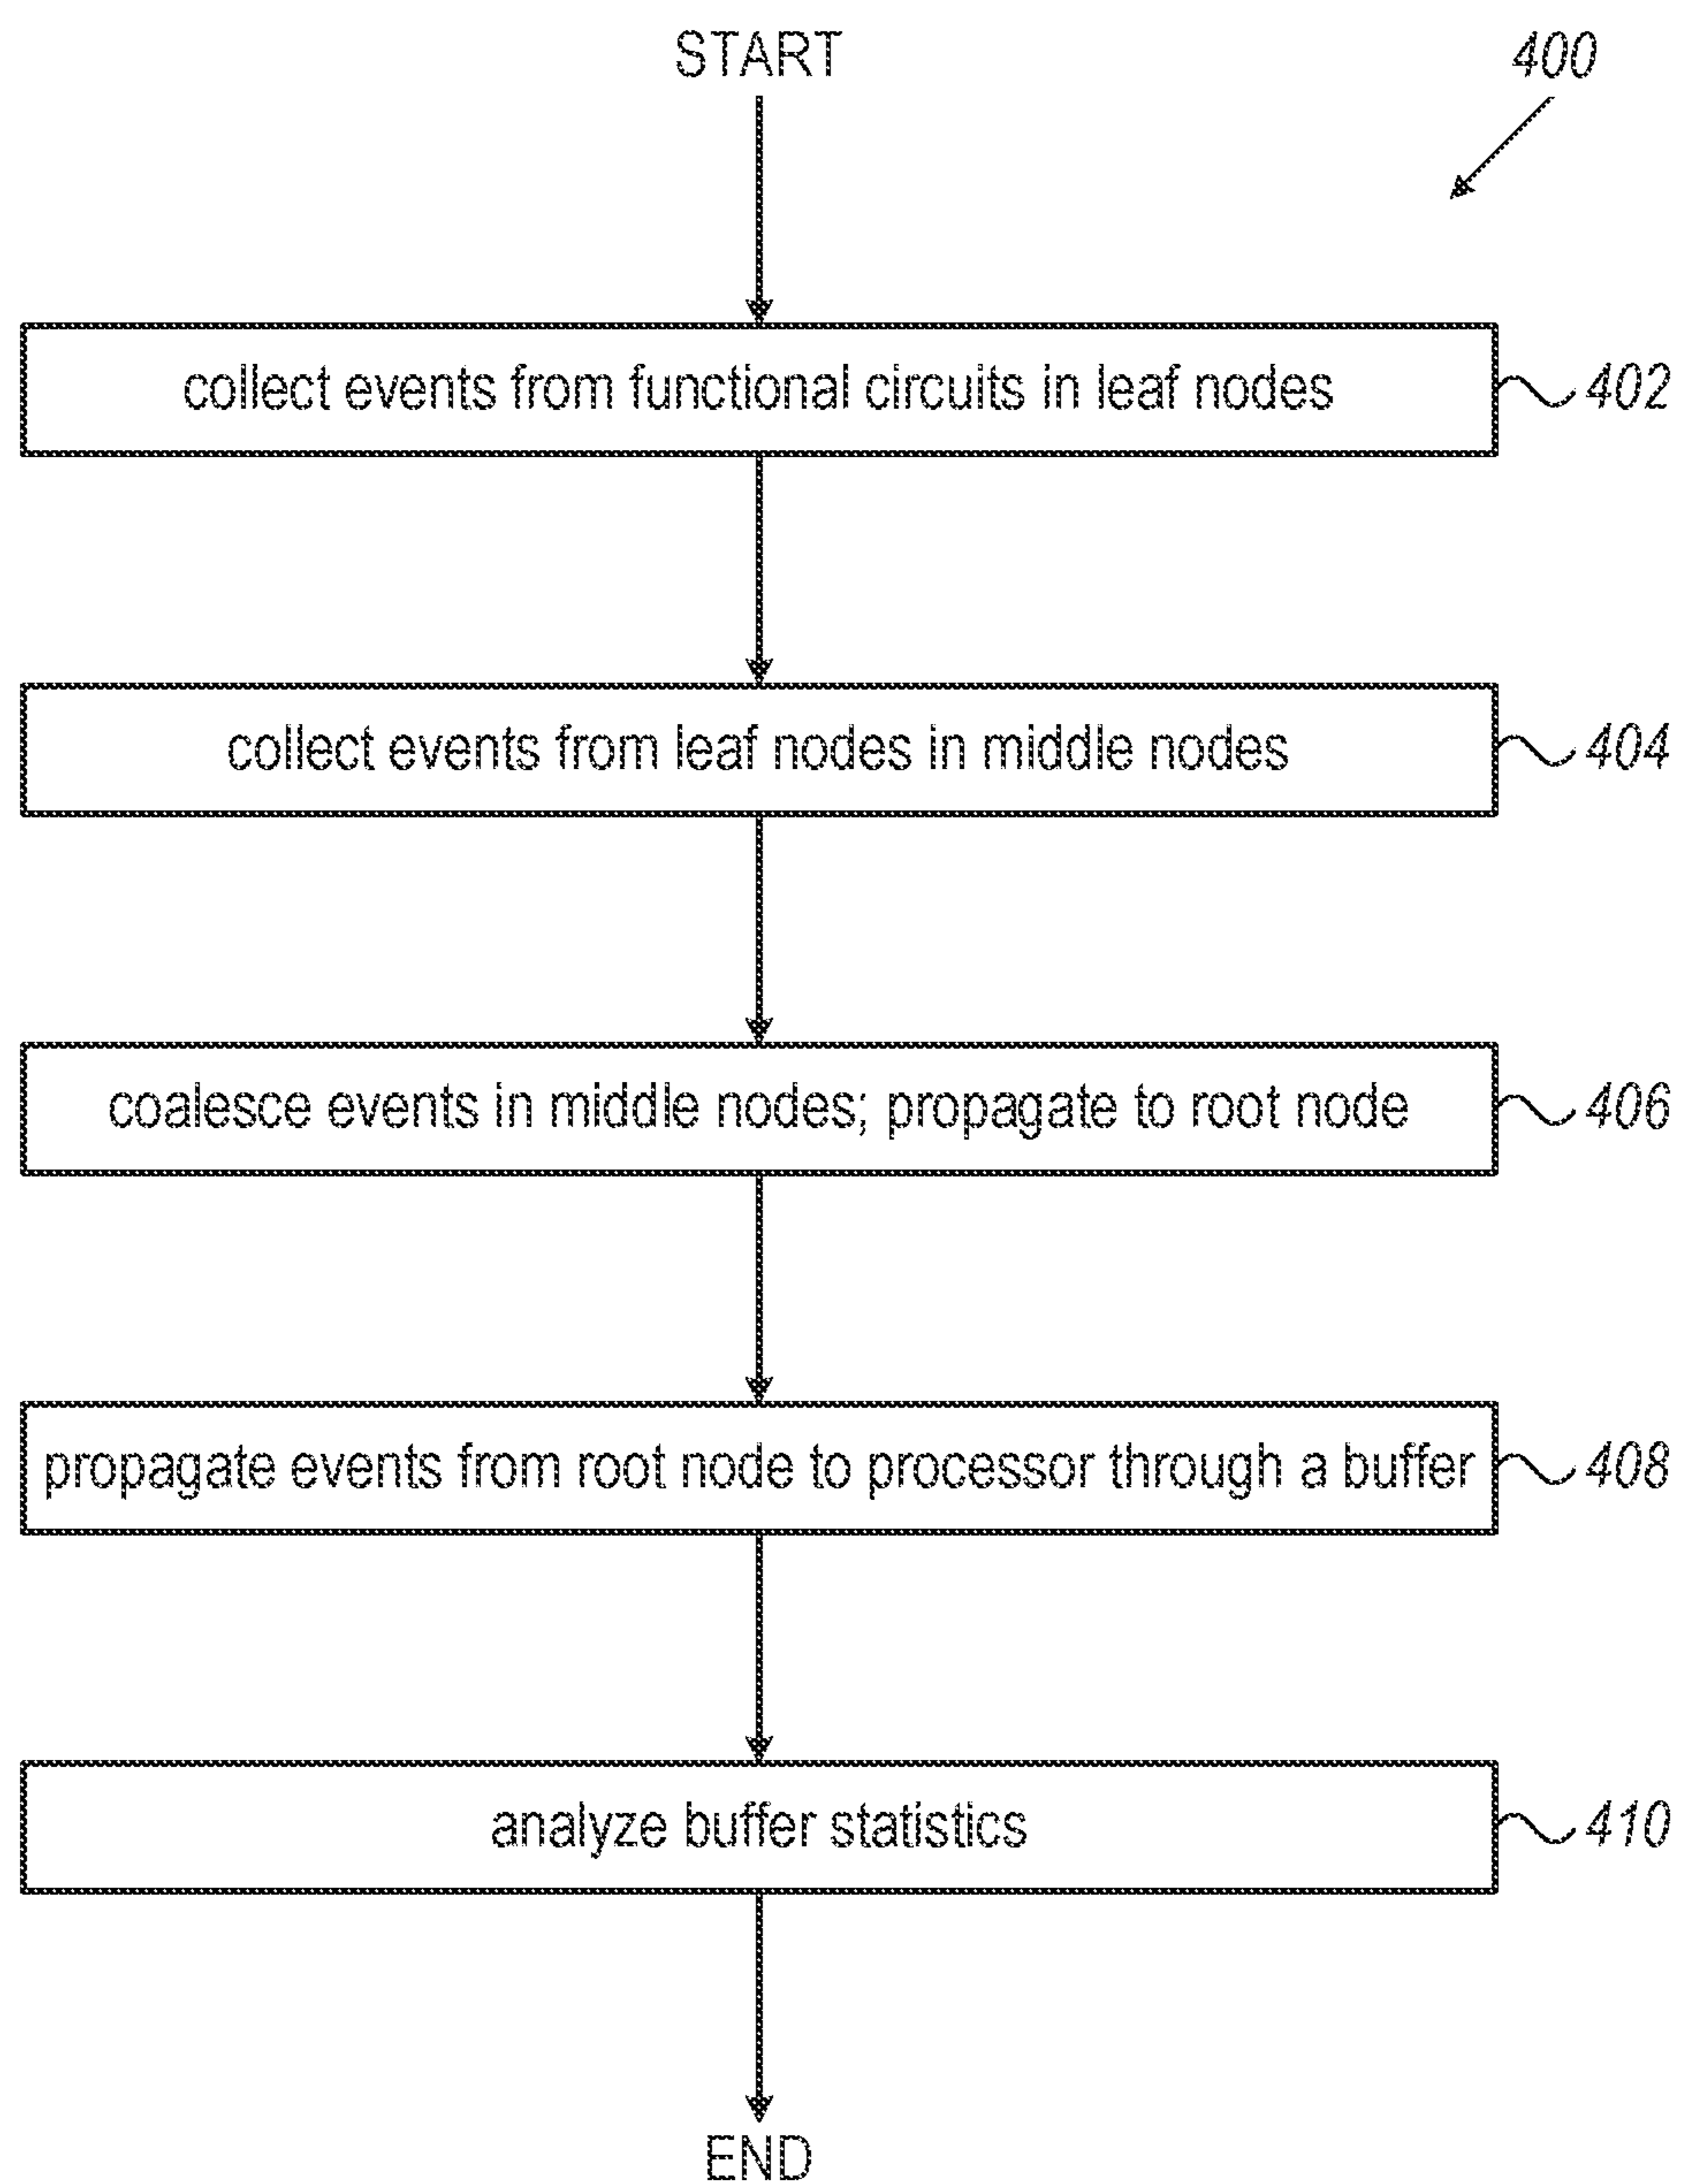 START
400
collect events from functional circuits in leaf nodes
402
collect events from leaf nodes in middle nodes
404
coalesce events in middle nodes; propagate to root node
406
propagate events from root node to processor through a buffer
408
analyze buffer statistics
410
END